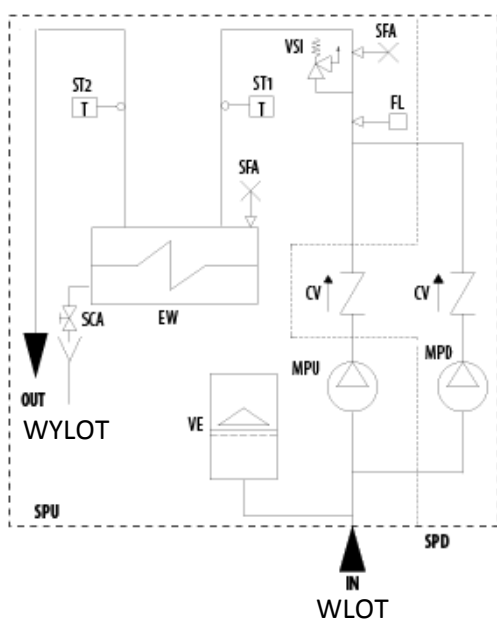 VSI
SFA
ST2
T
ST1
T
FL
SFA
CV
CV
SCA
EW
MPU
MPD
VE
OUT
WYLOT
SPU
SPD
IN
WLOT